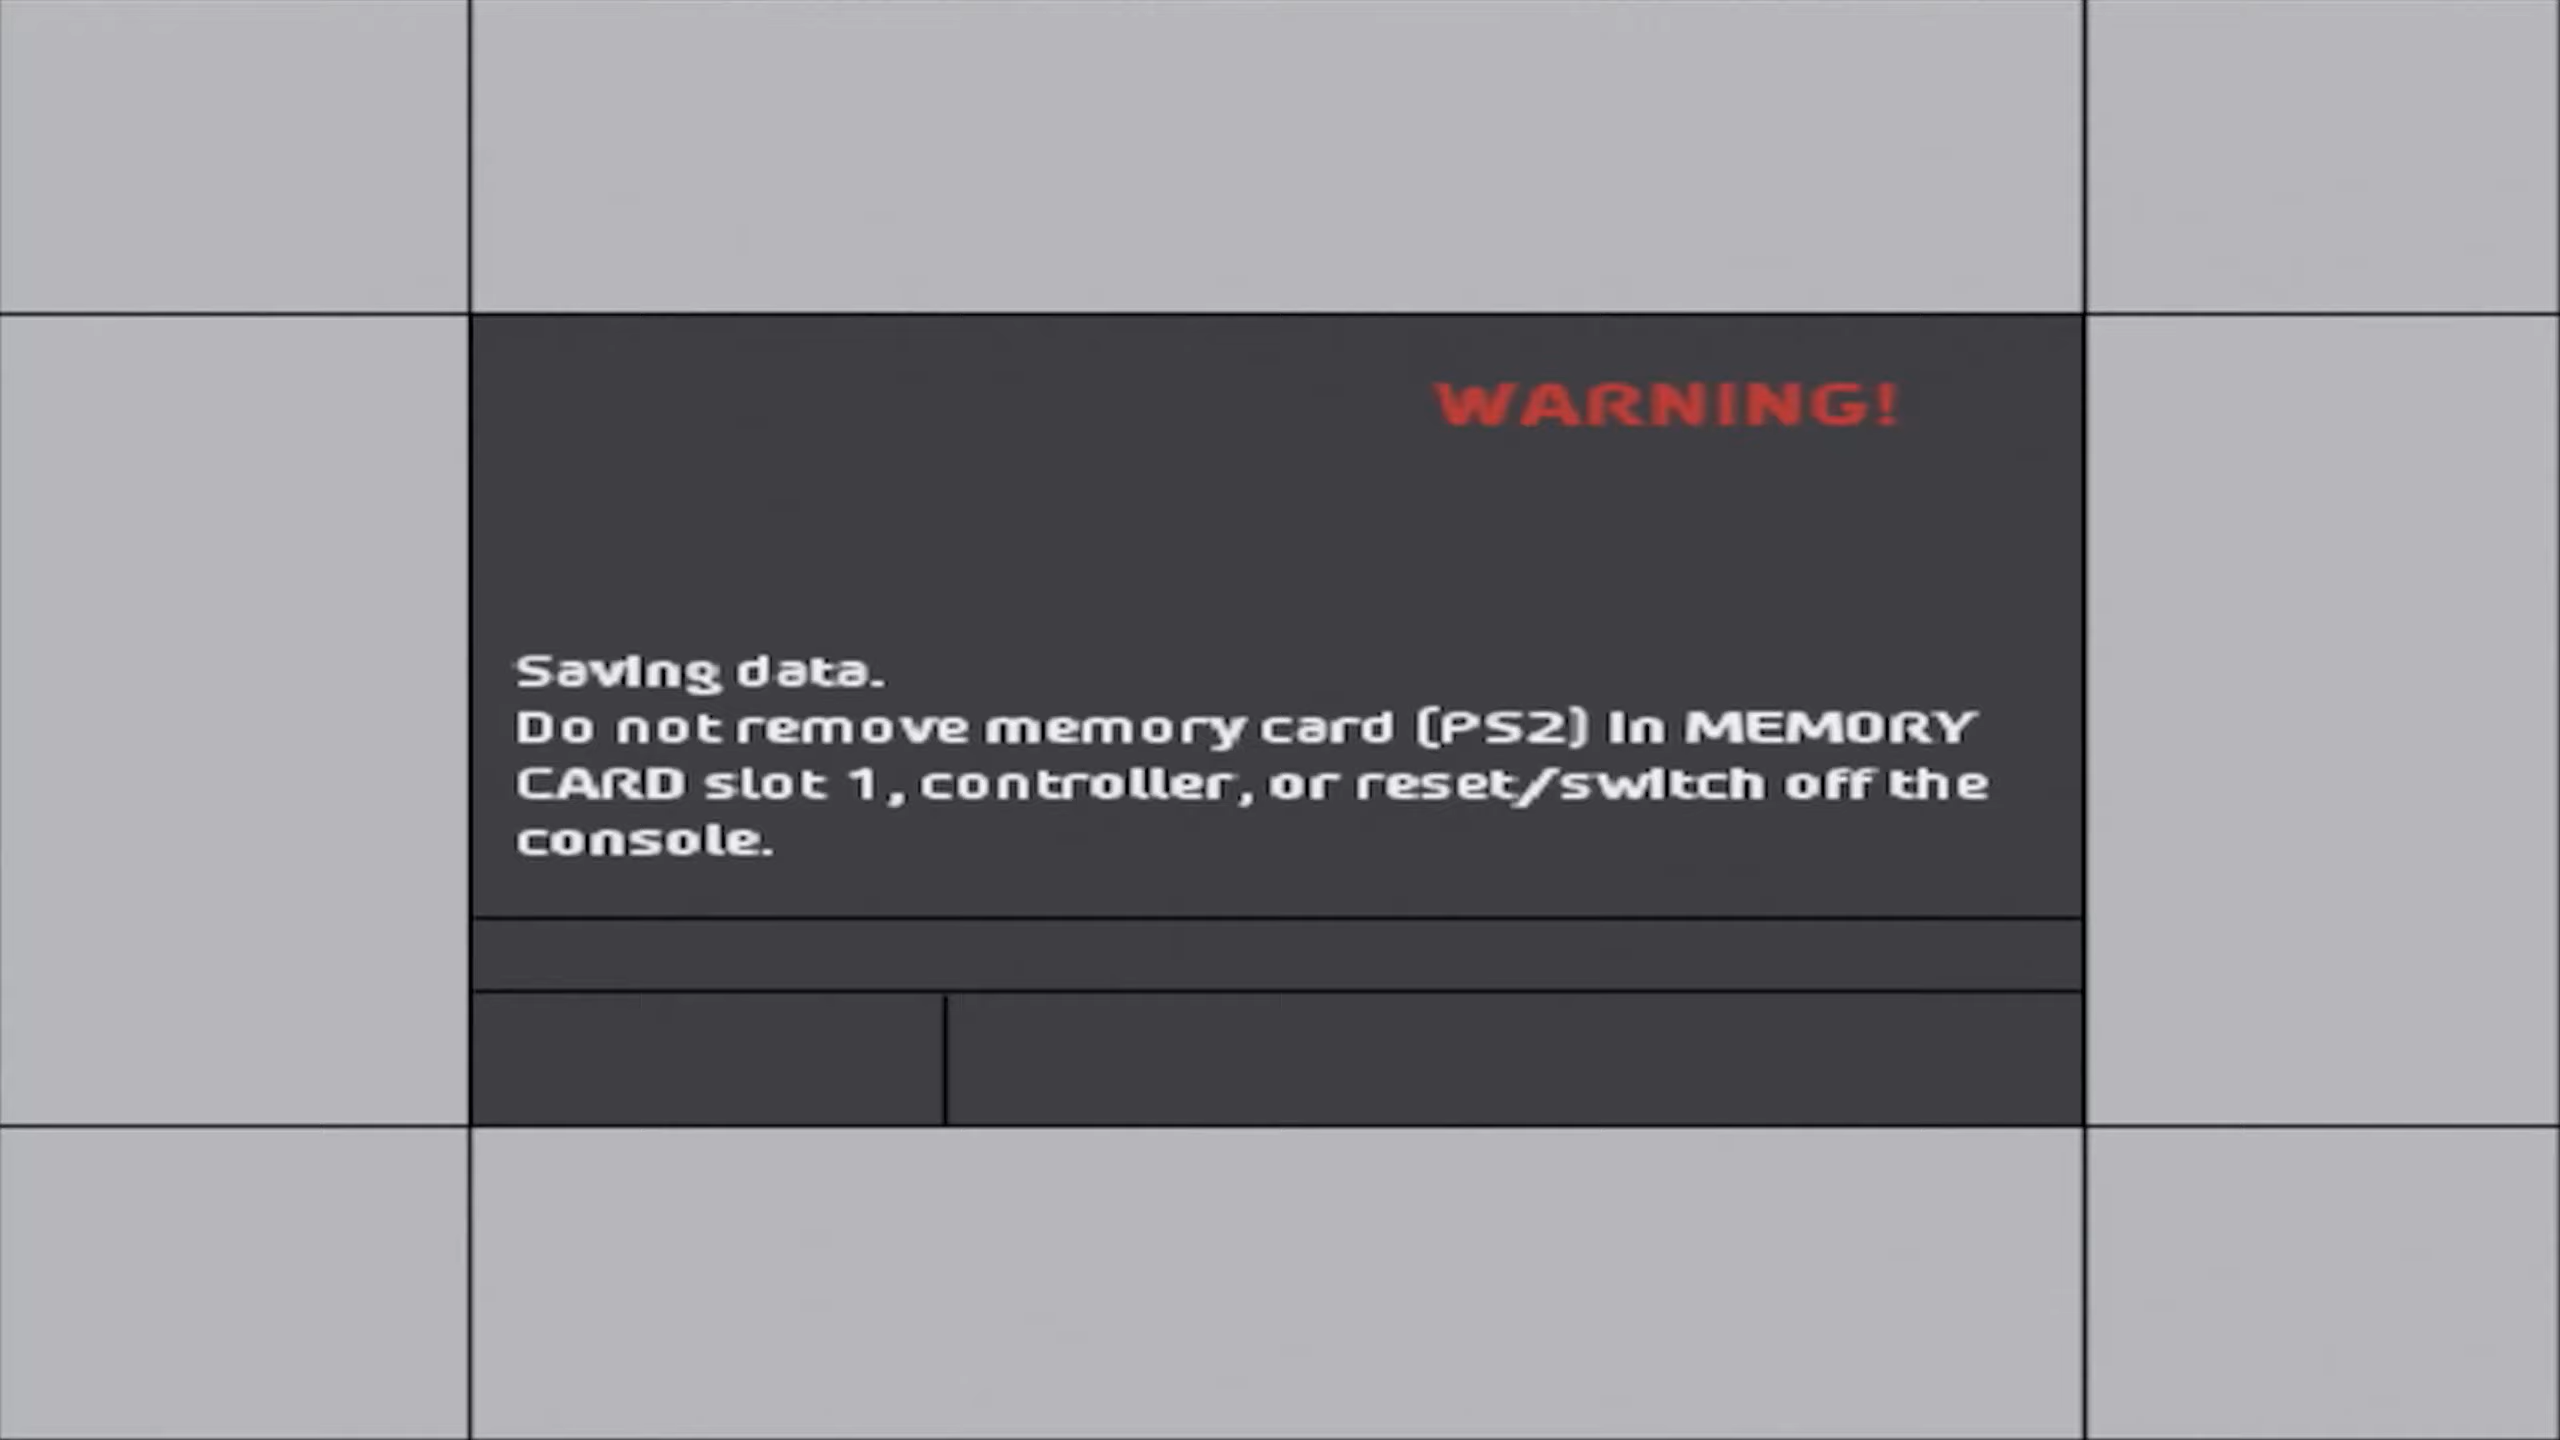 WARNING!
Saving data.
Do not remove memory card (PS2) in MEMORY
CARD slot 1, controller, or reset/switch off the
console.